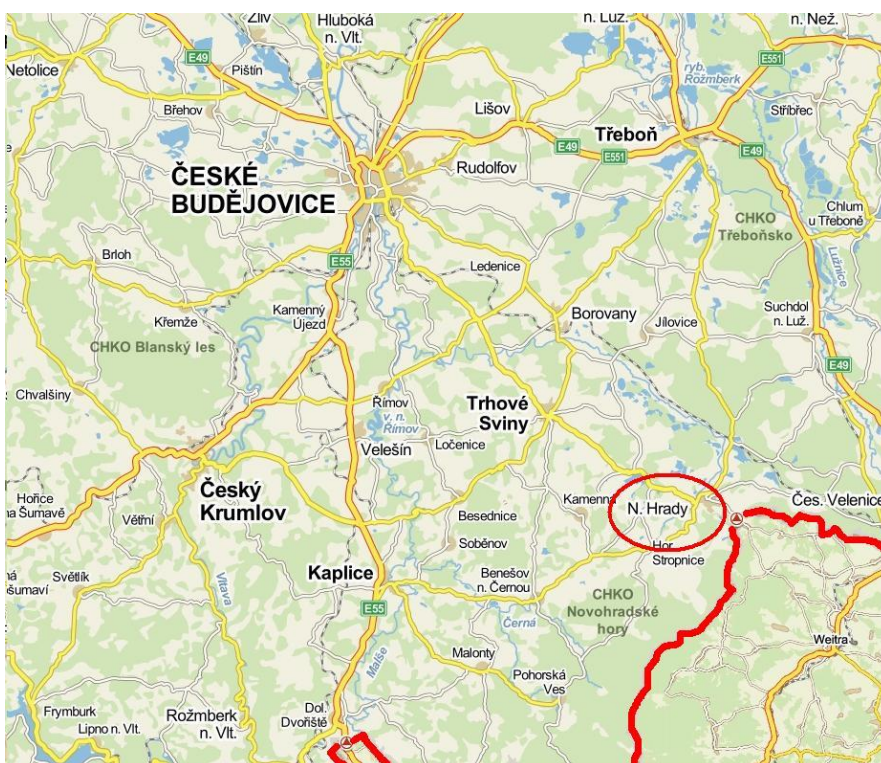 Zliv
Hluboká
n. Vlt.
n. Luž.
n. Než.
E49
E551
Netolice
Pištín
ryb.
Rožmberk
Břehov
Lišov
Stříbrec
Třeboň
E49
E551
E49
ČESKÉ
BUDĚJOVICE
Rudolfov
CHKO
Třeboňsko
Chlum
u Třeboně
Brloh
E55
Ledenice
Lužnice
Křemže
Kamenný
Újezd
Borovany
Jílovice
Suchdol
n. Luž.
CHKO Blanský les
E49
Chvalšiny
Římov
v. n.
Římov
Trhové
Sviny
Velešín
Ločenice
Český
Krumlov
Hořice
na Šumavě
Větřní
Besednice
Kamenna
N. Hrady
Čes. Velenice
Soběnov
Hor.
Stropnice
Kaplice
Benešov
n. Černou
Světlík
Vltava
E55
CHKO
Novohradské
hory
Černá
Weitra
Malše
Malonty
Pohorská
Ves
Frymburk
Lipno n. Vlt.
Rožmberk
n. Vlt.
Dol.
Dvořiště